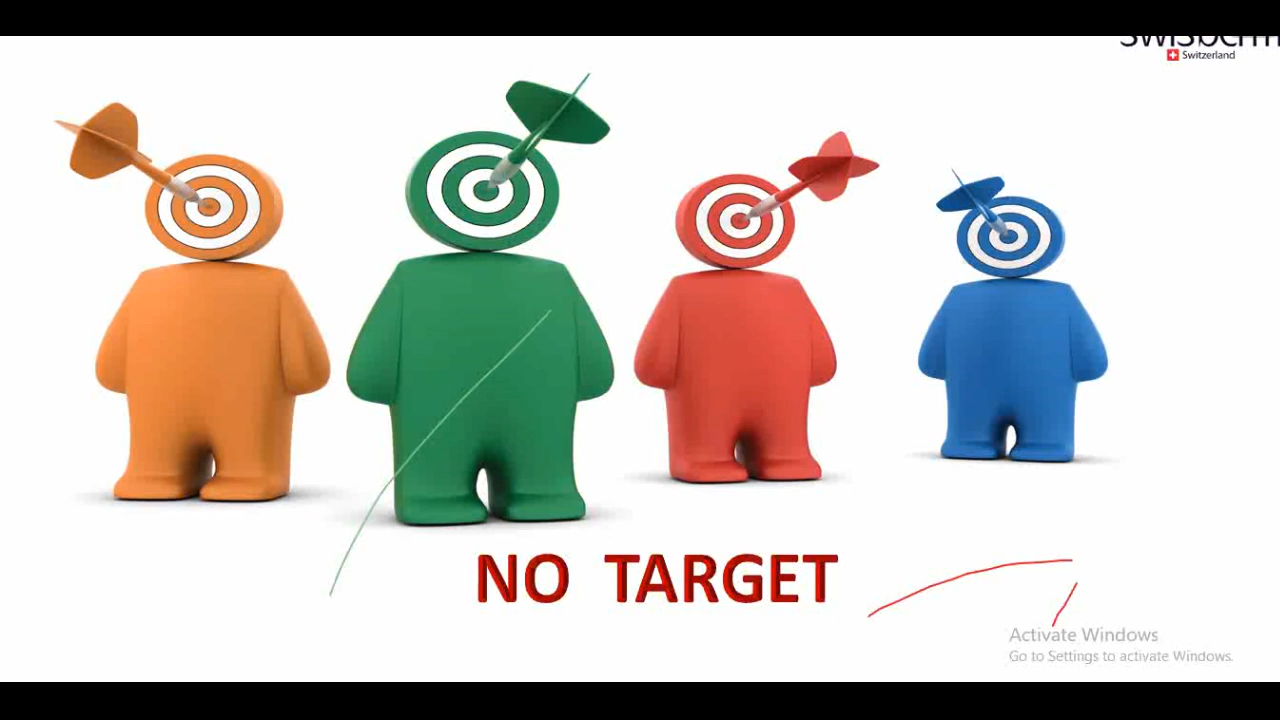 Switzerland
NO TARGET
Activate Windows
Go to Settings to activate Windows.